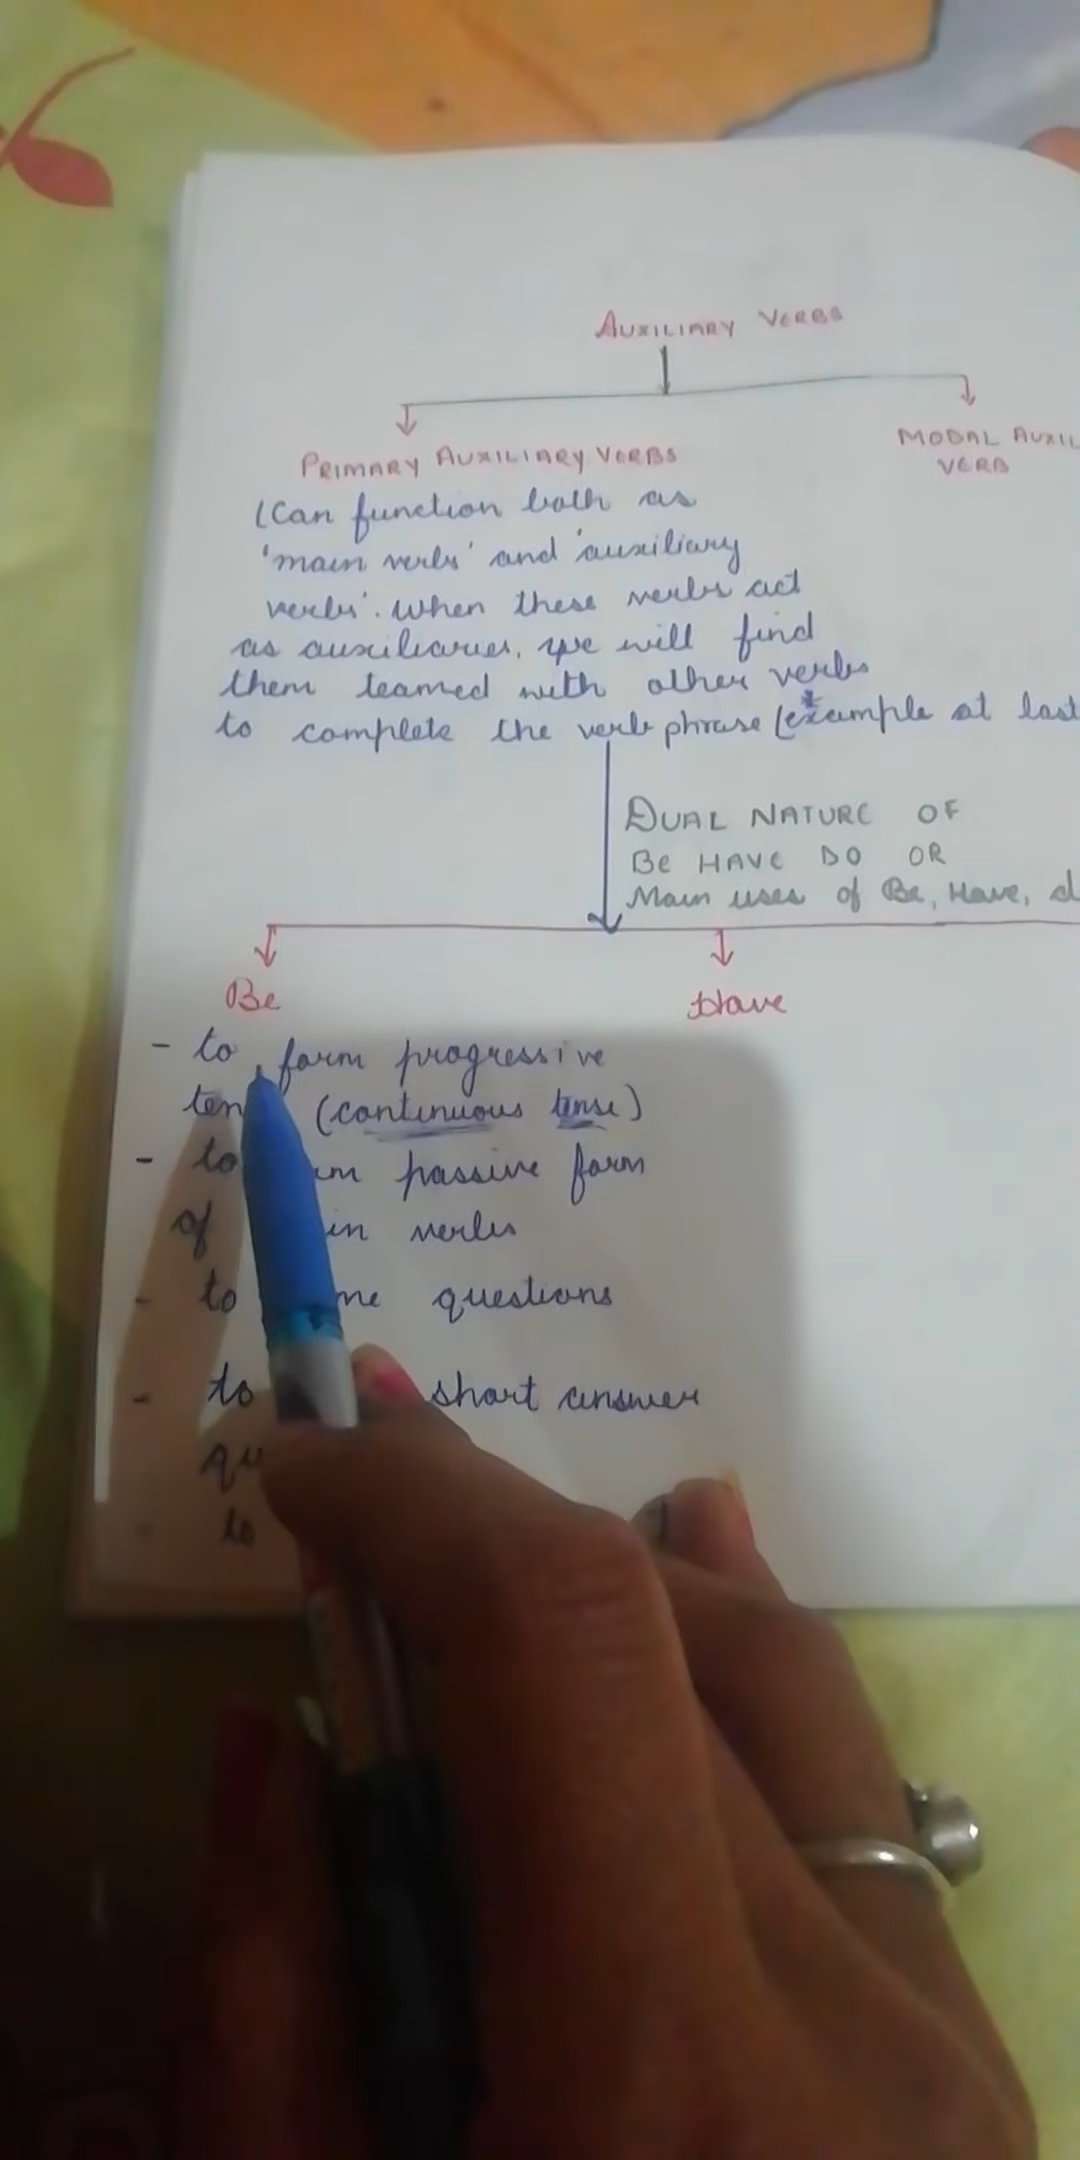 AUXILIARY VERBS
PRIMARY AUXILIARY VERBS
MODAL AUXIL
VERB
(Can function both as
'main verbs' and 'auxiliary
verbs'. When these verbs act
as auxiliaries, we will find
them teamed with other verbs
to complete the verb phrase (example at last
DUAL NATURE OF
BE HAVE DO OR
Main uses of Be, Have, d
Be
Have
- to form progressive
ten (continuous tense)
- to passive form
of verbs
- to questions
- to short answer
qu
- to